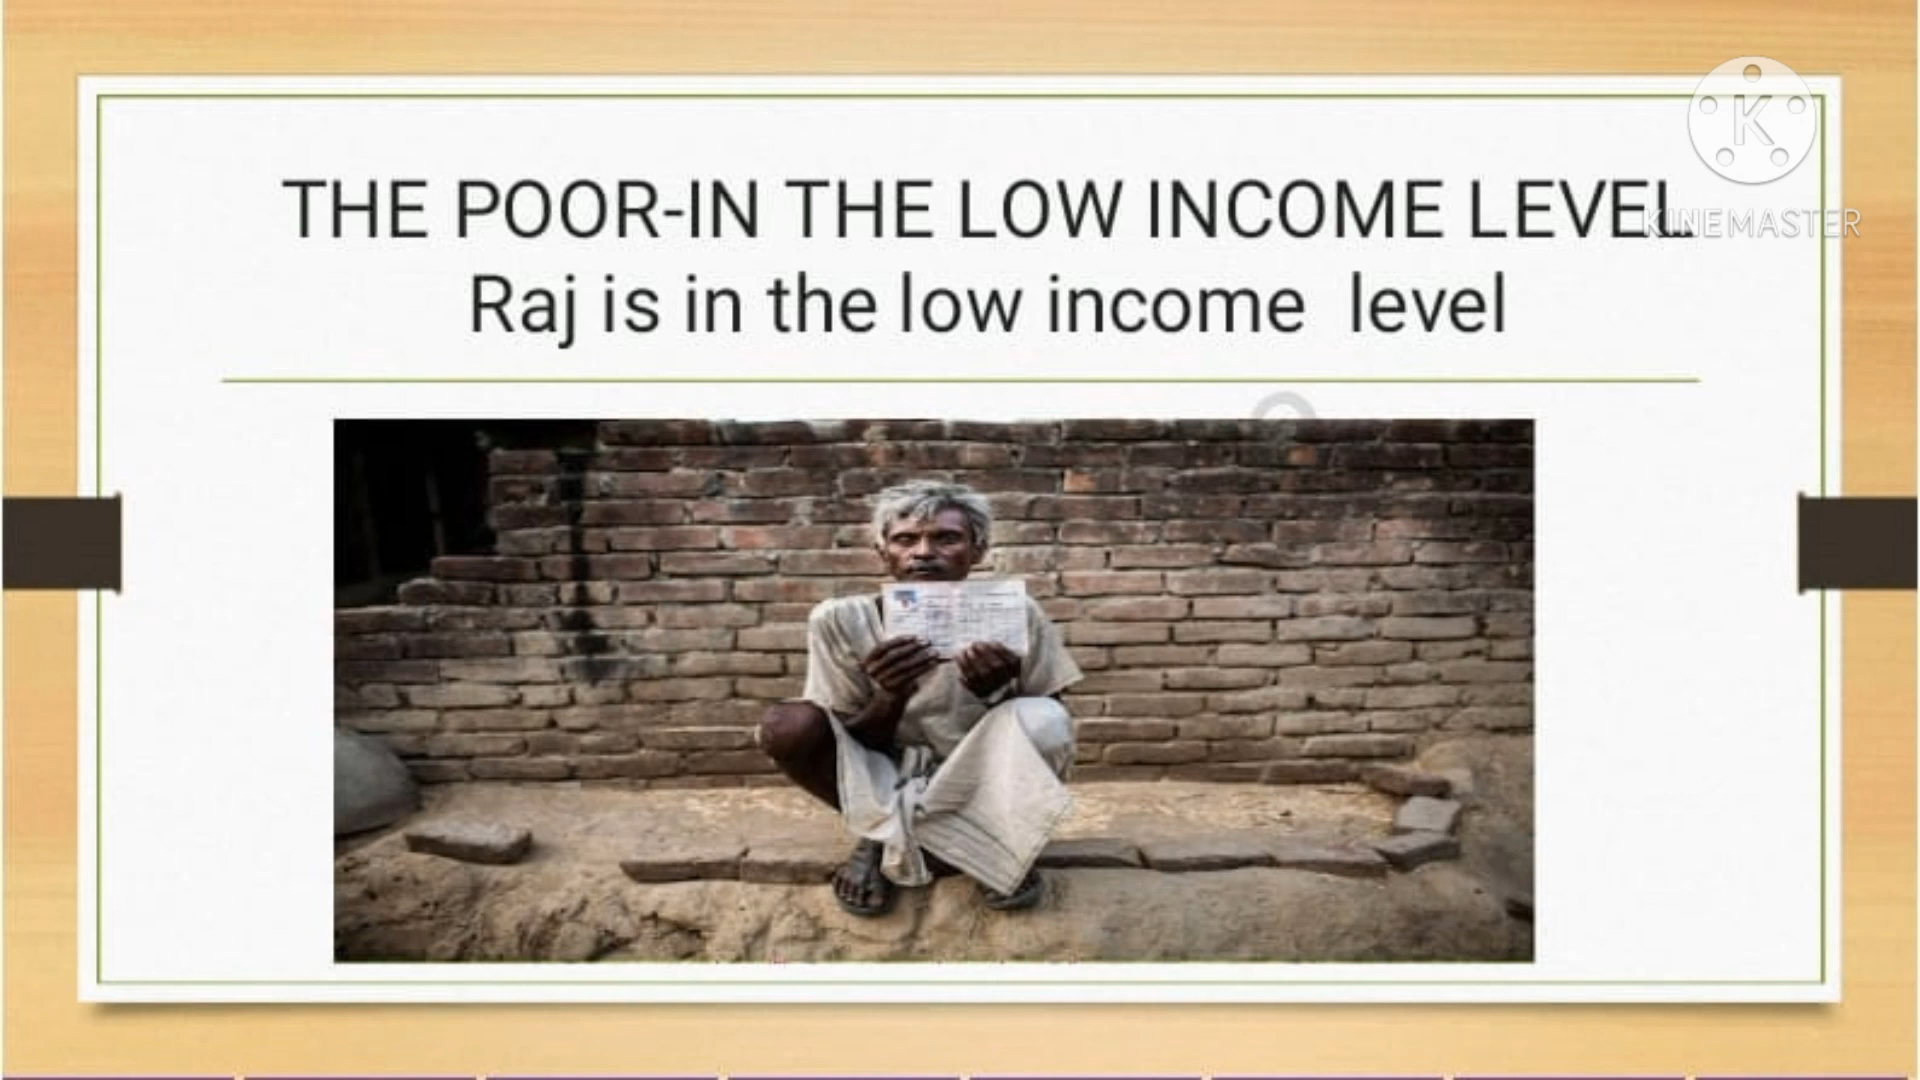 THE POOR-IN THE LOW INCOME LEVEL
Raj is in the low income level
K
KINEMASTER